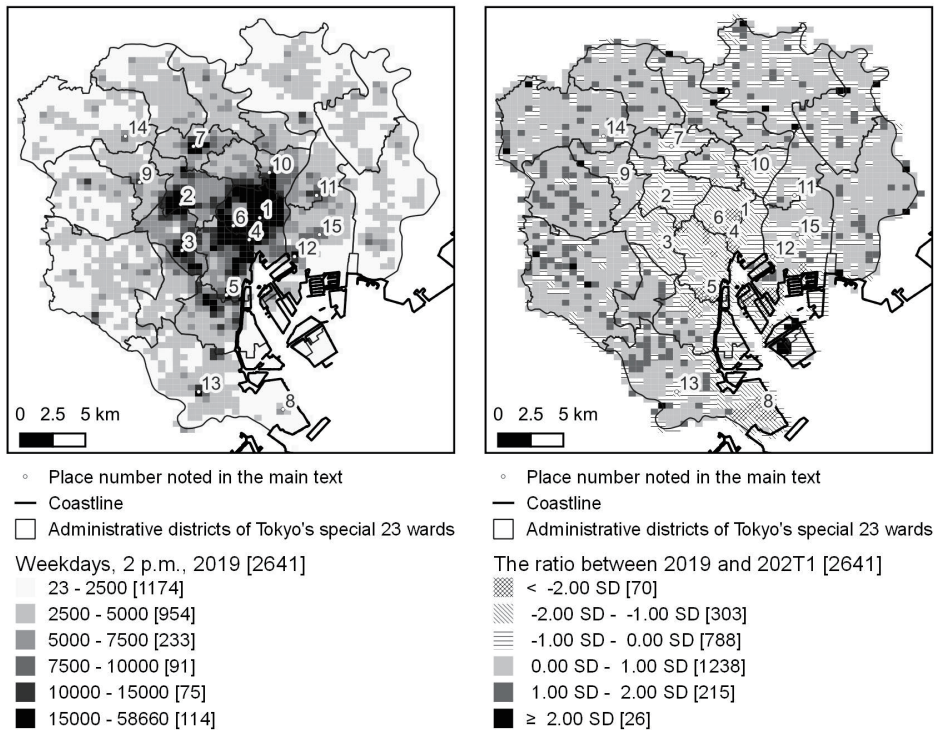 14
7
9
10
2
11
1
6
4
15
3
12
5
13
8
0 2.5 5 km
14
7
9
10
2
11
1
6
4
15
3
12
5
13
8
0 2.5 5 km
Place number noted in the main text
Coastline
Administrative districts of Tokyo's special 23 wards
Weekdays, 2 p.m., 2019 [2641]
23 - 2500 [1174]
2500 - 5000 [954]
5000 - 7500 [233]
7500 - 10000 [91]
10000 - 15000 [75]
15000 - 58660 [114]
Place number noted in the main text
Coastline
Administrative districts of Tokyo's special 23 wards
The ratio between 2019 and 202T1 [2641]
< -2.00 SD [70]
-2.00 SD - -1.00 SD [303]
-1.00 SD - 0.00 SD [788]
0.00 SD - 1.00 SD [1238]
1.00 SD - 2.00 SD [215]
≥ 2.00 SD [26]